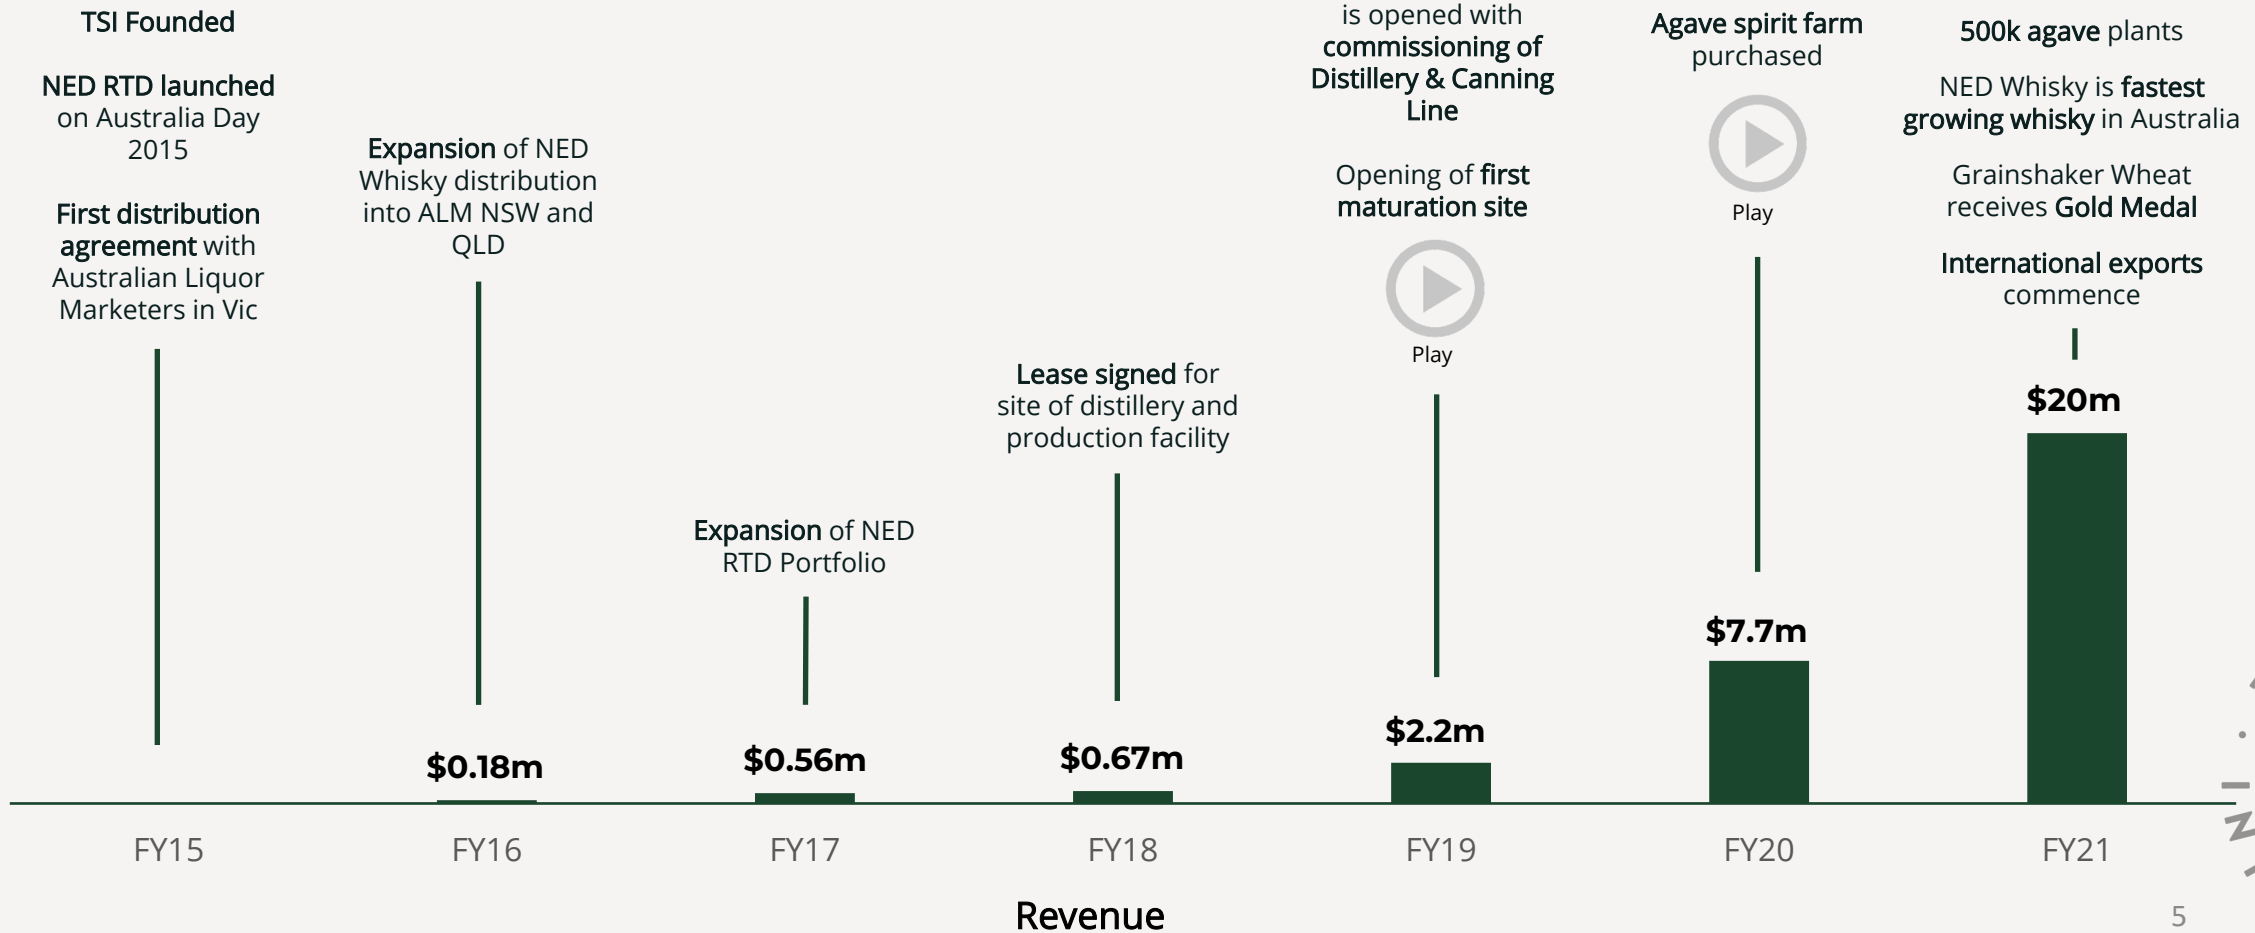 TSI Founded
NED RTD launched
on Australia Day
2015
First distribution
agreement with
Australian Liquor
Marketers in Vic
Expansion of NED
Whisky distribution
into ALM NSW and
QLD
Expansion of NED
RTD Portfolio
Lease signed for
site of distillery and
production facility
is opened with
commissioning of
Distillery & Canning
Line
Opening of first
maturation site
Play
Agave spirit farm
purchased
Play
500k agave plants
NED Whisky is fastest
growing whisky in Australia
Grainshaker Wheat
receives Gold Medal
International exports
commence
$0.18m
$0.56m
$0.67m
$2.2m
$7.7m
$20m
FY15
FY16
FY17
FY18
FY19
FY20
FY21
Revenue
5